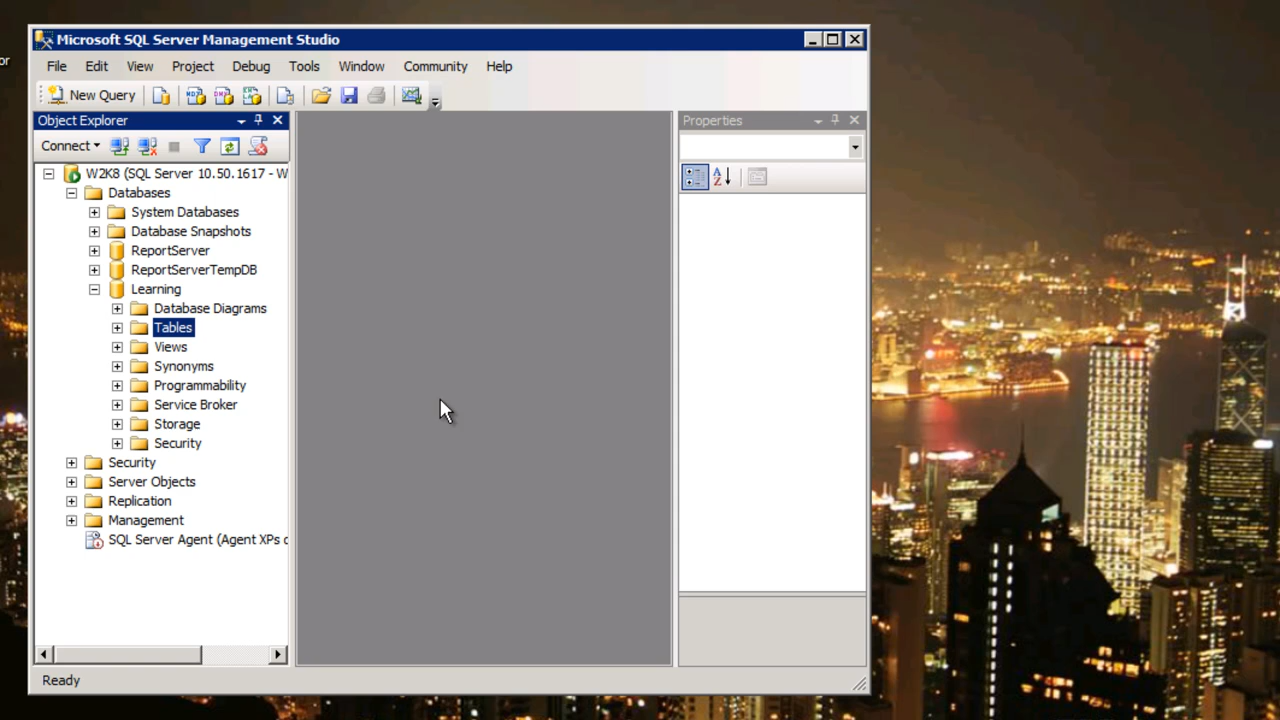 or
Microsoft SQL Server Management Studio
File Edit View Project Debug Tools Window Community Help
New Query
Object Explorer
Properties
Connect
W2K8 (SQL Server 10.50.1617 - W
Databases
System Databases
Database Snapshots
ReportServer
ReportServerTempDB
Learning
Database Diagrams
Tables
Views
Synonyms
Programmability
Service Broker
Storage
Security
Security
Server Objects
Replication
Management
SQL Server Agent (Agent XPs
Ready